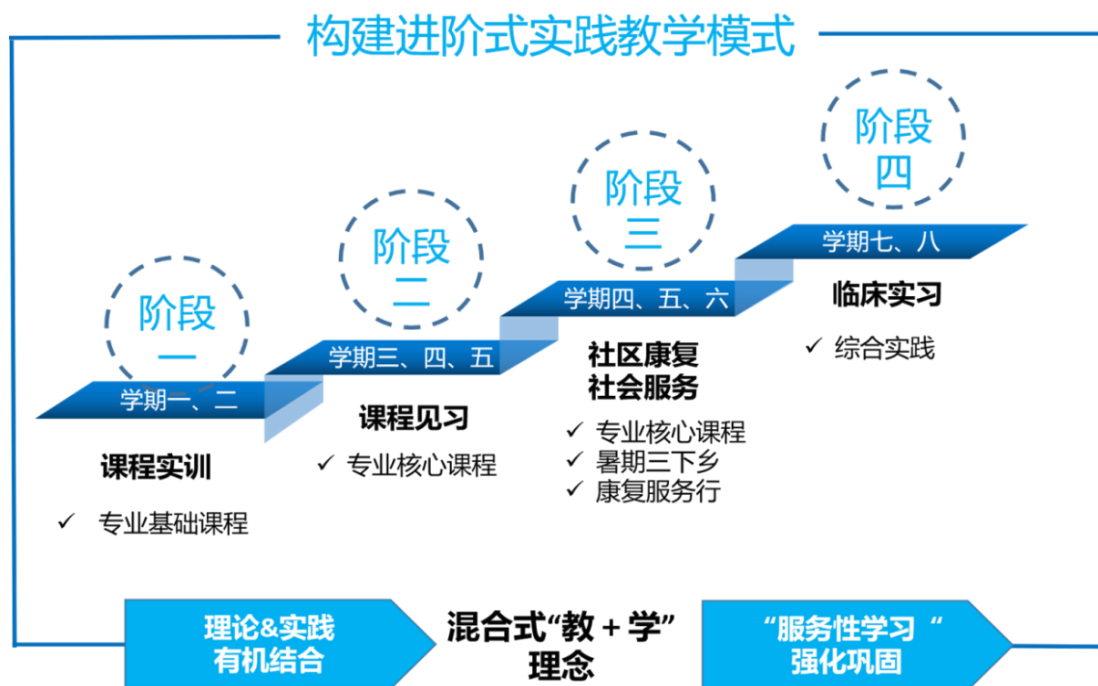 构建进阶式实践教学模式
阶段
一
学期一、二
课程实训
✓ 专业基础课程
阶段
二
学期三、四、五
课程见习
✓ 专业核心课程
阶段
三
学期四、五、六
社区康复
社会服务
✓ 专业核心课程
✓ 暑期三下乡
✓ 康复服务行
阶段
四
学期七、八
临床实习
✓ 综合实践
理论&实践
有机结合
混合式“教 + 学”
理念
“服务性学习 “
强化巩固